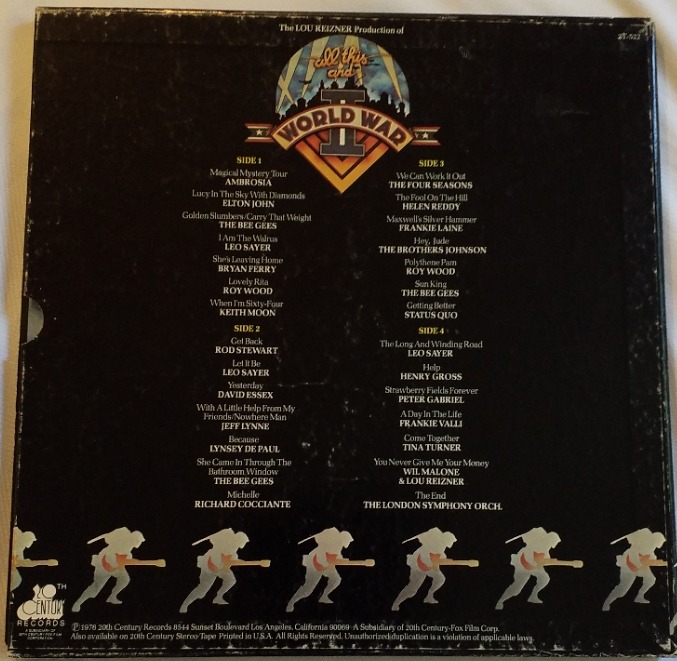 The LOU REIZNER Production of
2T-522
all this
and
II
WORLD WAR
SIDE 1
Magical Mystery Tour
AMBROSIA
Lucy In The Sky With Diamonds
ELTON JOHN
Golden Slumbers/Carry That Weight
THE BEE GEES
I Am The Walrus
LEO SAYER
She's Leaving Home
BRYAN FERRY
Lovely Rita
ROY WOOD
When I'm Sixty-Four
KEITH MOON
SIDE 2
Get Back
ROD STEWART
Let It Be
LEO SAYER
Yesterday
DAVID ESSEX
With A Little Help From My
Friends/Nowhere Man
JEFF LYNNE
Because
LYNSEY DE PAUL
She Came In Through The
Bathroom Window
THE BEE GEES
Michelle
RICHARD COCCIANTE
SIDE 3
We Can Work It Out
THE FOUR SEASONS
The Fool On The Hill
HELEN REDDY
Maxwell's Silver Hammer
FRANKIE LAINE
Hey, Jude
THE BROTHERS JOHNSON
Polythene Pam
ROY WOOD
Sun King
THE BEE GEES
Getting Better
STATUS QUO
SIDE 4
The Long And Winding Road
LEO SAYER
Help
HENRY GROSS
Strawberry Fields Forever
PETER GABRIEL
A Day In The Life
FRANKIE VALLI
Come Together
TINA TURNER
You Never Give Me Your Money
WIL MALONE
& LOU REIZNER
The End
THE LONDON SYMPHONY ORCH.
20TH
CENTURY
RECORDS
A SUBSIDIARY OF
20TH CENTURY-FOX FILM
CORPORATION
Ⓟ 1976 20th Century Records 8544 Sunset Boulevard Los Angeles, California 90069 A Subsidiary of 20th Century-Fox Film Corp.
Also available on 20th Century Stereo Tape Printed in U.S.A. All Rights Reserved. Unauthorized duplication is a violation of applicable laws.